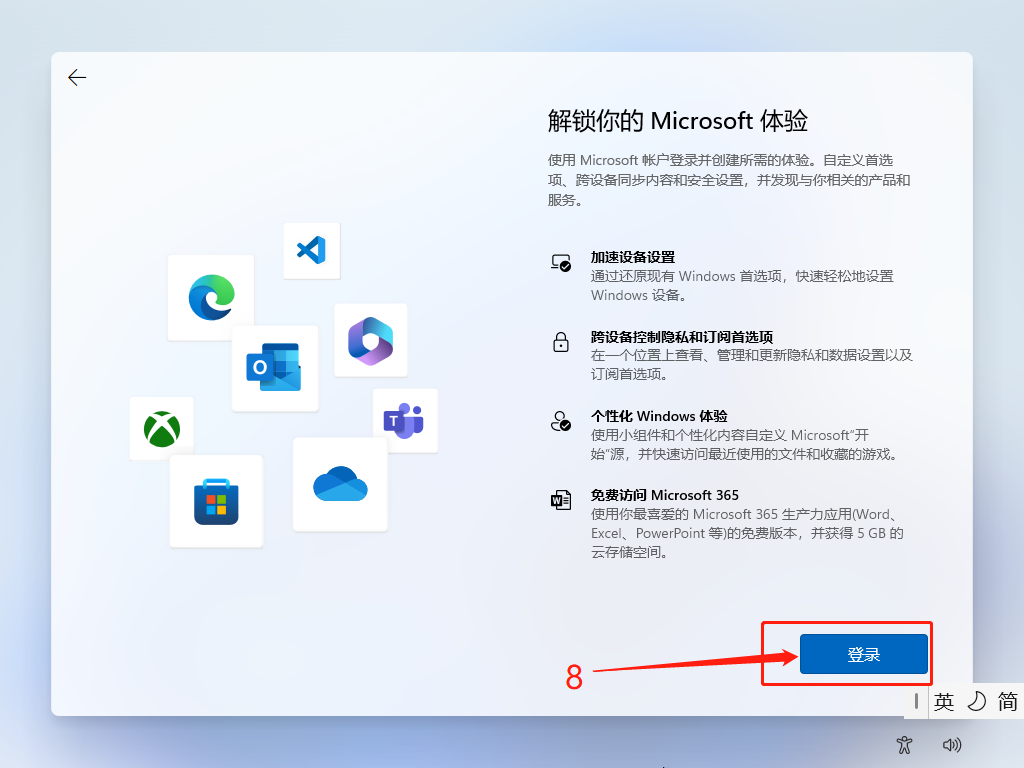 解锁你的 Microsoft 体验
使用 Microsoft 帐户登录并创建所需的体验。自定义首选
项、跨设备同步内容和安全设置，并发现与你相关的产品和
服务。
加速设备设置
通过还原现有 Windows 首选项，快速轻松地设置
Windows 设备。
跨设备控制隐私和订阅首选项
在一个位置上查看、管理和更新隐私和数据设置以及
订阅首选项。
个性化 Windows 体验
使用小组件和个性化内容自定义 Microsoft“开
始”源，并快速访问最近使用的文件和收藏的游戏。
免费访问 Microsoft 365
使用你最喜爱的 Microsoft 365 生产力应用(Word、
Excel、PowerPoint 等)的免费版本，并获得 5 GB 的
云存储空间。
登录
8
英 简